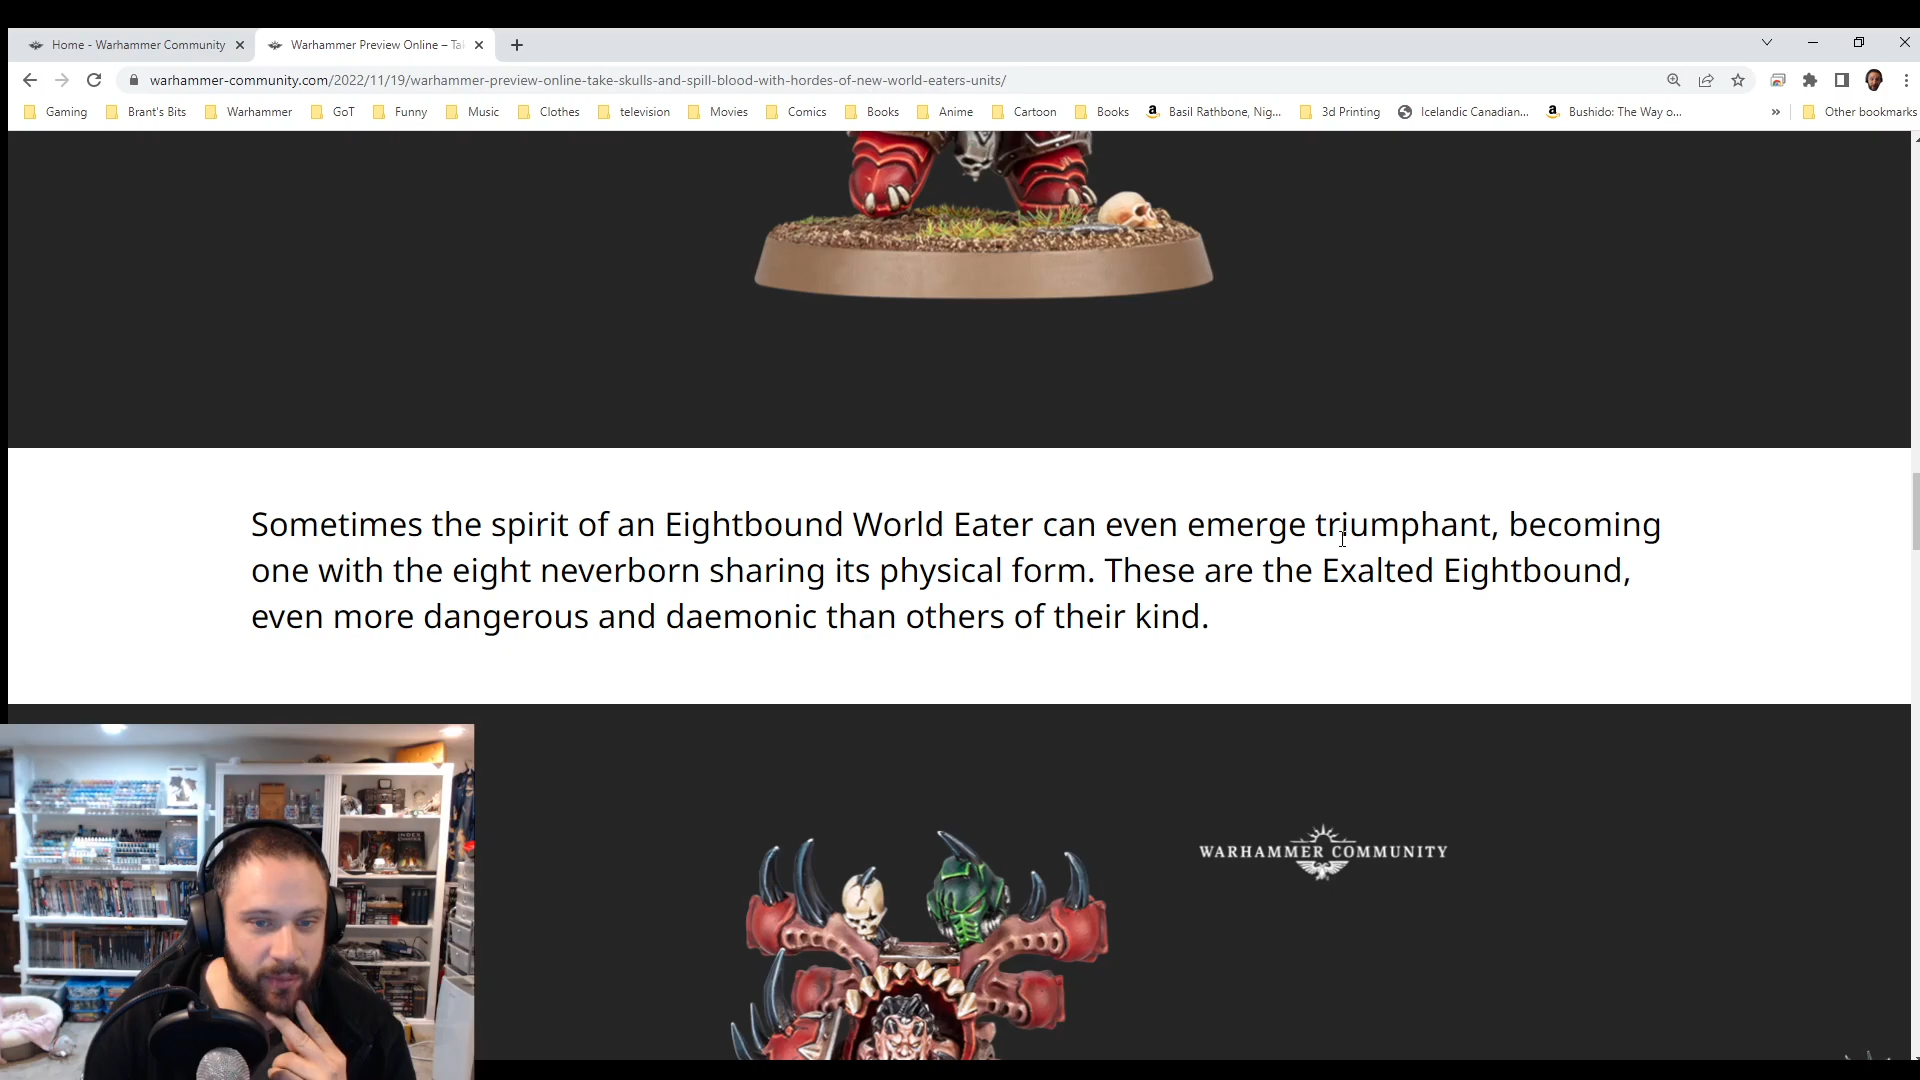 Home - Warhammer Community
Warhammer Preview Online – Ta
warhammer-community.com/2022/11/19/warhammer-preview-online-take-skulls-and-spill-blood-with-hordes-of-new-world-eaters-units/
Gaming Brant's Bits Warhammer GoT Funny Music Clothes television Movies Comics Books Anime Cartoon Books Basil Rathbone, Nig... 3d Printing Icelandic Canadian... Bushido: The Way o... » Other bookmarks
Sometimes the spirit of an Eightbound World Eater can even emerge triumphant, becoming
one with the eight neverborn sharing its physical form. These are the Exalted Eightbound,
even more dangerous and daemonic than others of their kind.
WARHAMMER COMMUNITY